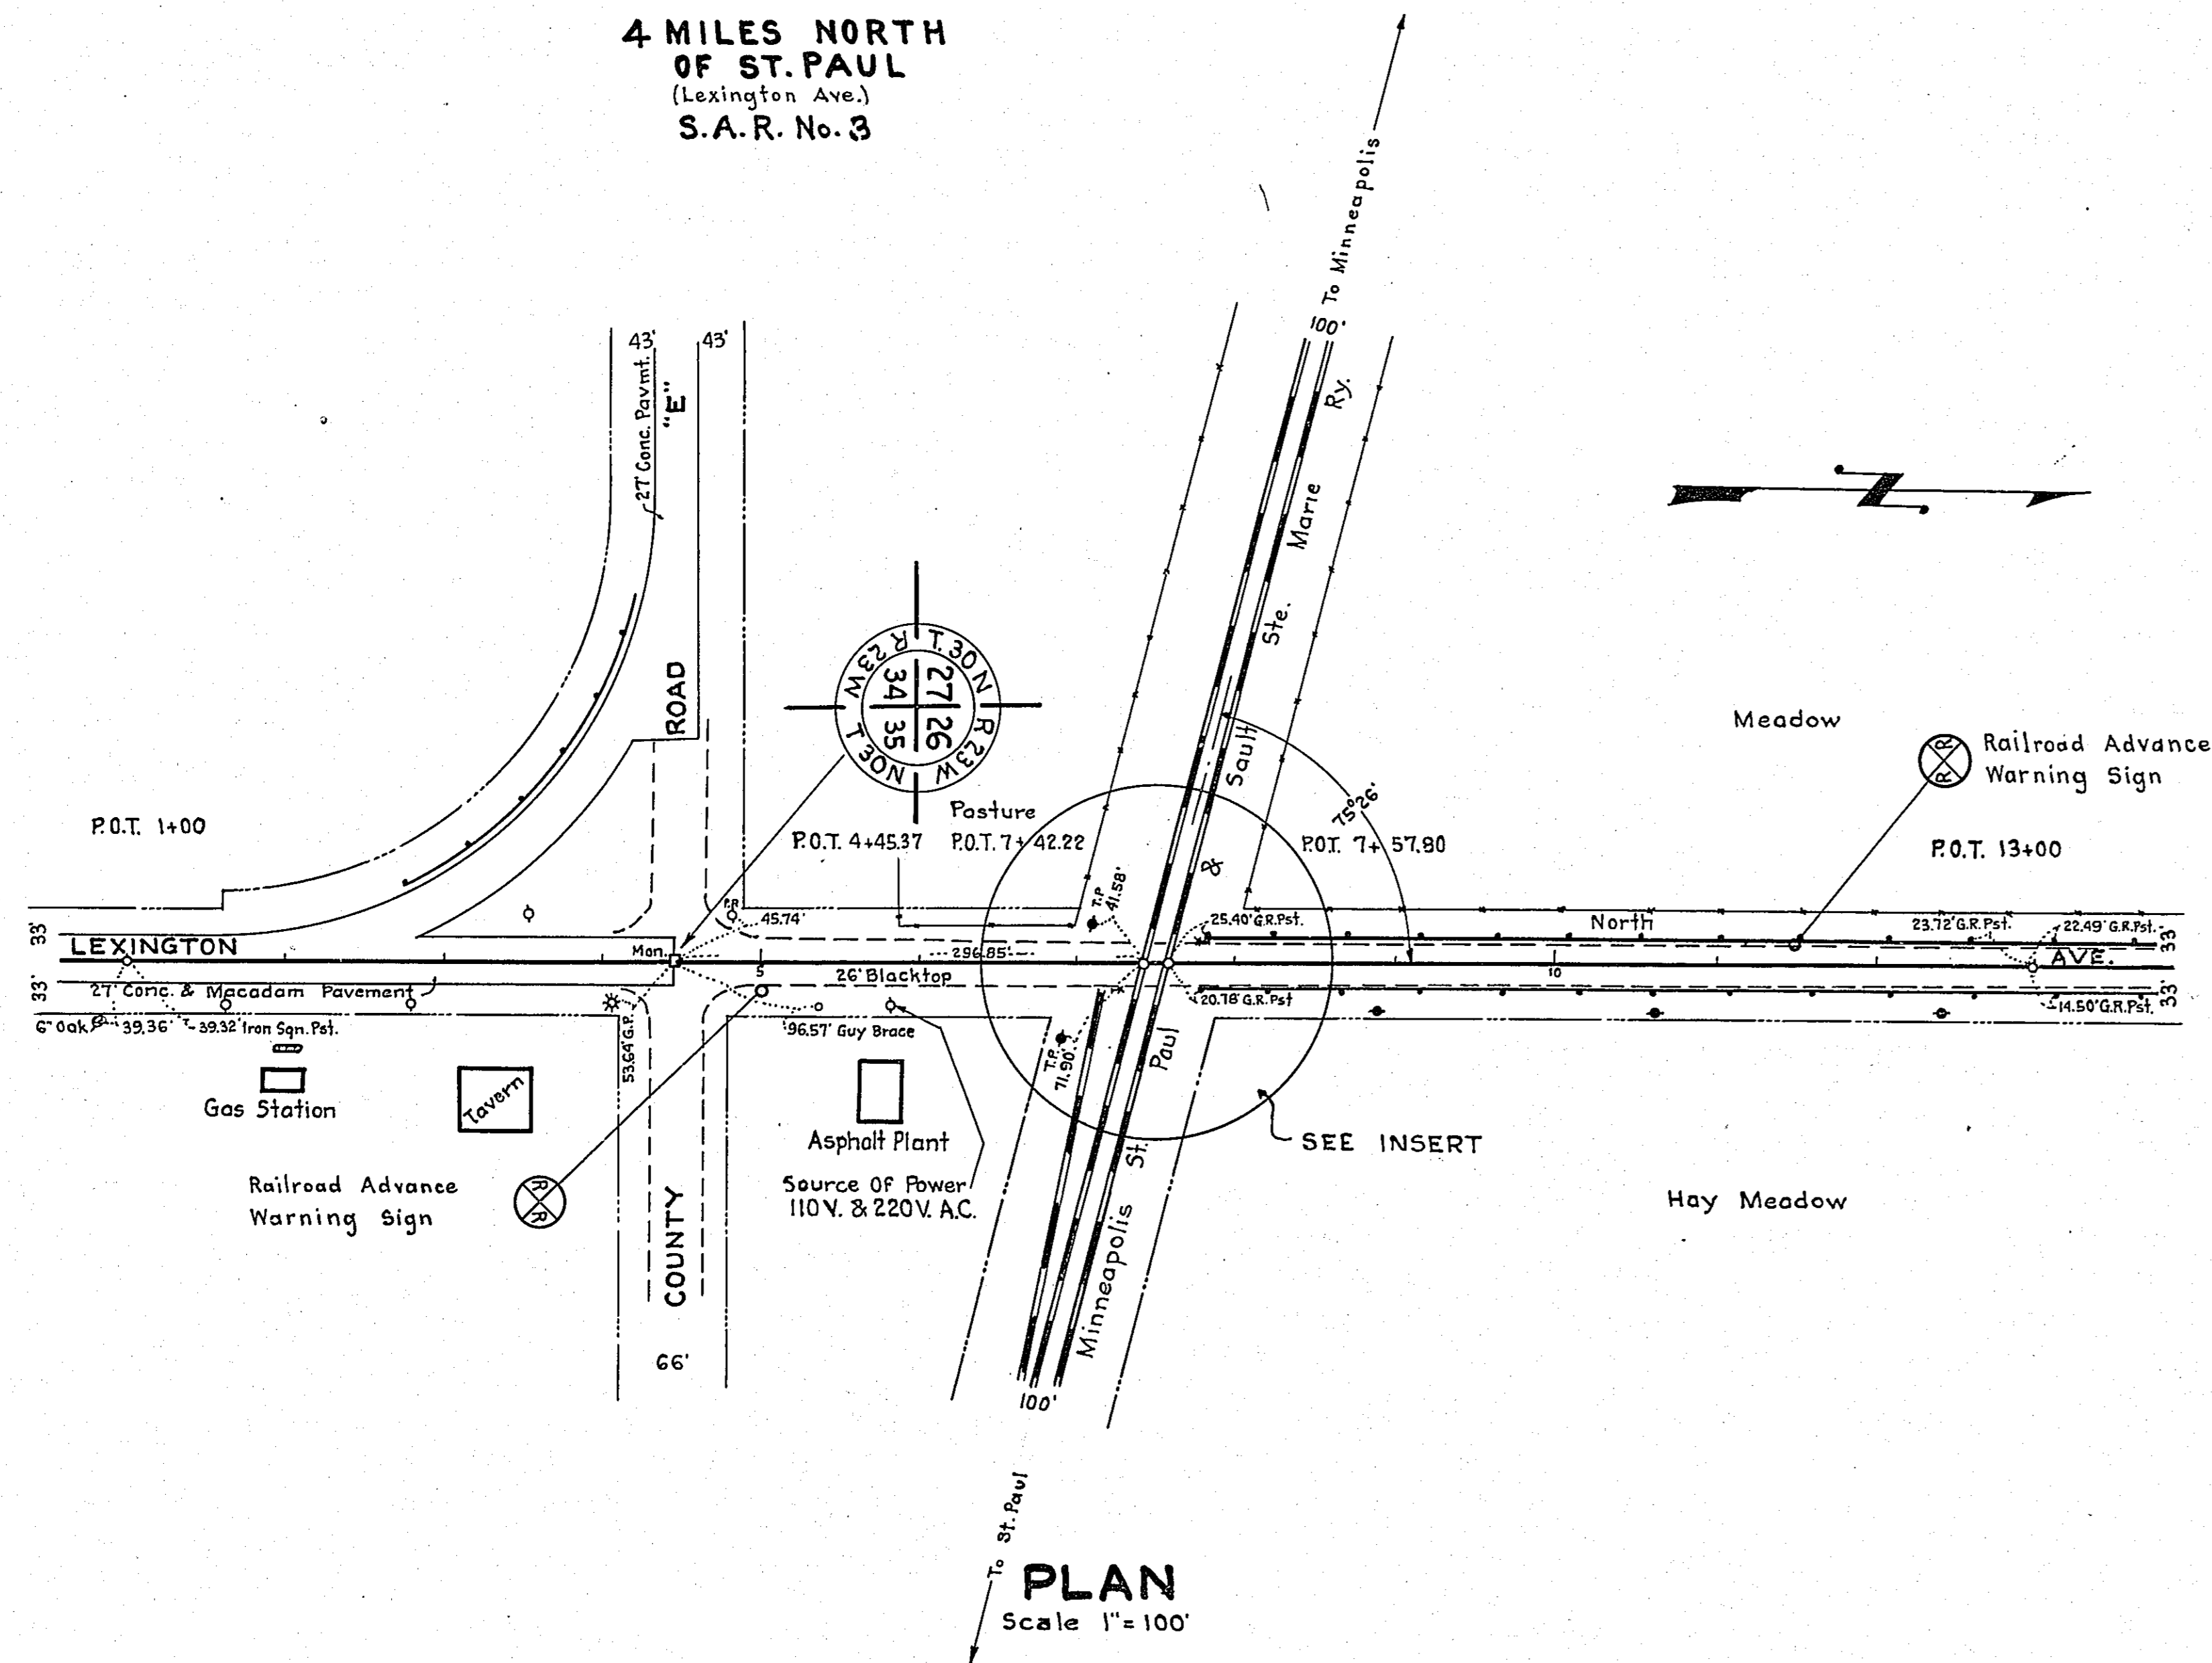 4 MILES NORTH
OF ST. PAUL
(Lexington Ave.)
S.A.R. No. 3
To Minneapolis
100'
43'
43'
27' Conc. Pavmt.
"E"
ROAD
Ry.
Marie
Ste.
Sault
&
Paul
St.
Minneapolis
T. 30 N
R 23 W
R 23 W
T 30N
27
26
34
35
Meadow
Railroad Advance
Warning Sign
R R
P.O.T. 1+00
Pasture
P.O.T. 4+45.37
P.O.T. 7+42.22
75°26'
P.O.T. 7+57.80
P.O.T. 13+00
T.P.
41.58'
45.74'
25.40' G.R.Pst.
North
23.72' G.R.Pst.
22.49' G.R.Pst.
33'
33'
LEXINGTON
Mon.
296.85'
AVE.
5
10
26' Blacktop
33'
33'
27' Conc. & Macadam Pavement
20.78' G.R.Pst
14.50' G.R.Pst.
6" Oak
39.36'
39.32' Iron Sgn. Pst.
53.64' G.P.
96.57' Guy Brace
T.P.
71.90'
Gas Station
Tavern
Asphalt Plant
SEE INSERT
Railroad Advance
Warning Sign
R R
Source Of Power
110 V. & 220 V. A.C.
Hay Meadow
COUNTY
66'
100'
To St. Paul
PLAN
Scale 1"= 100'